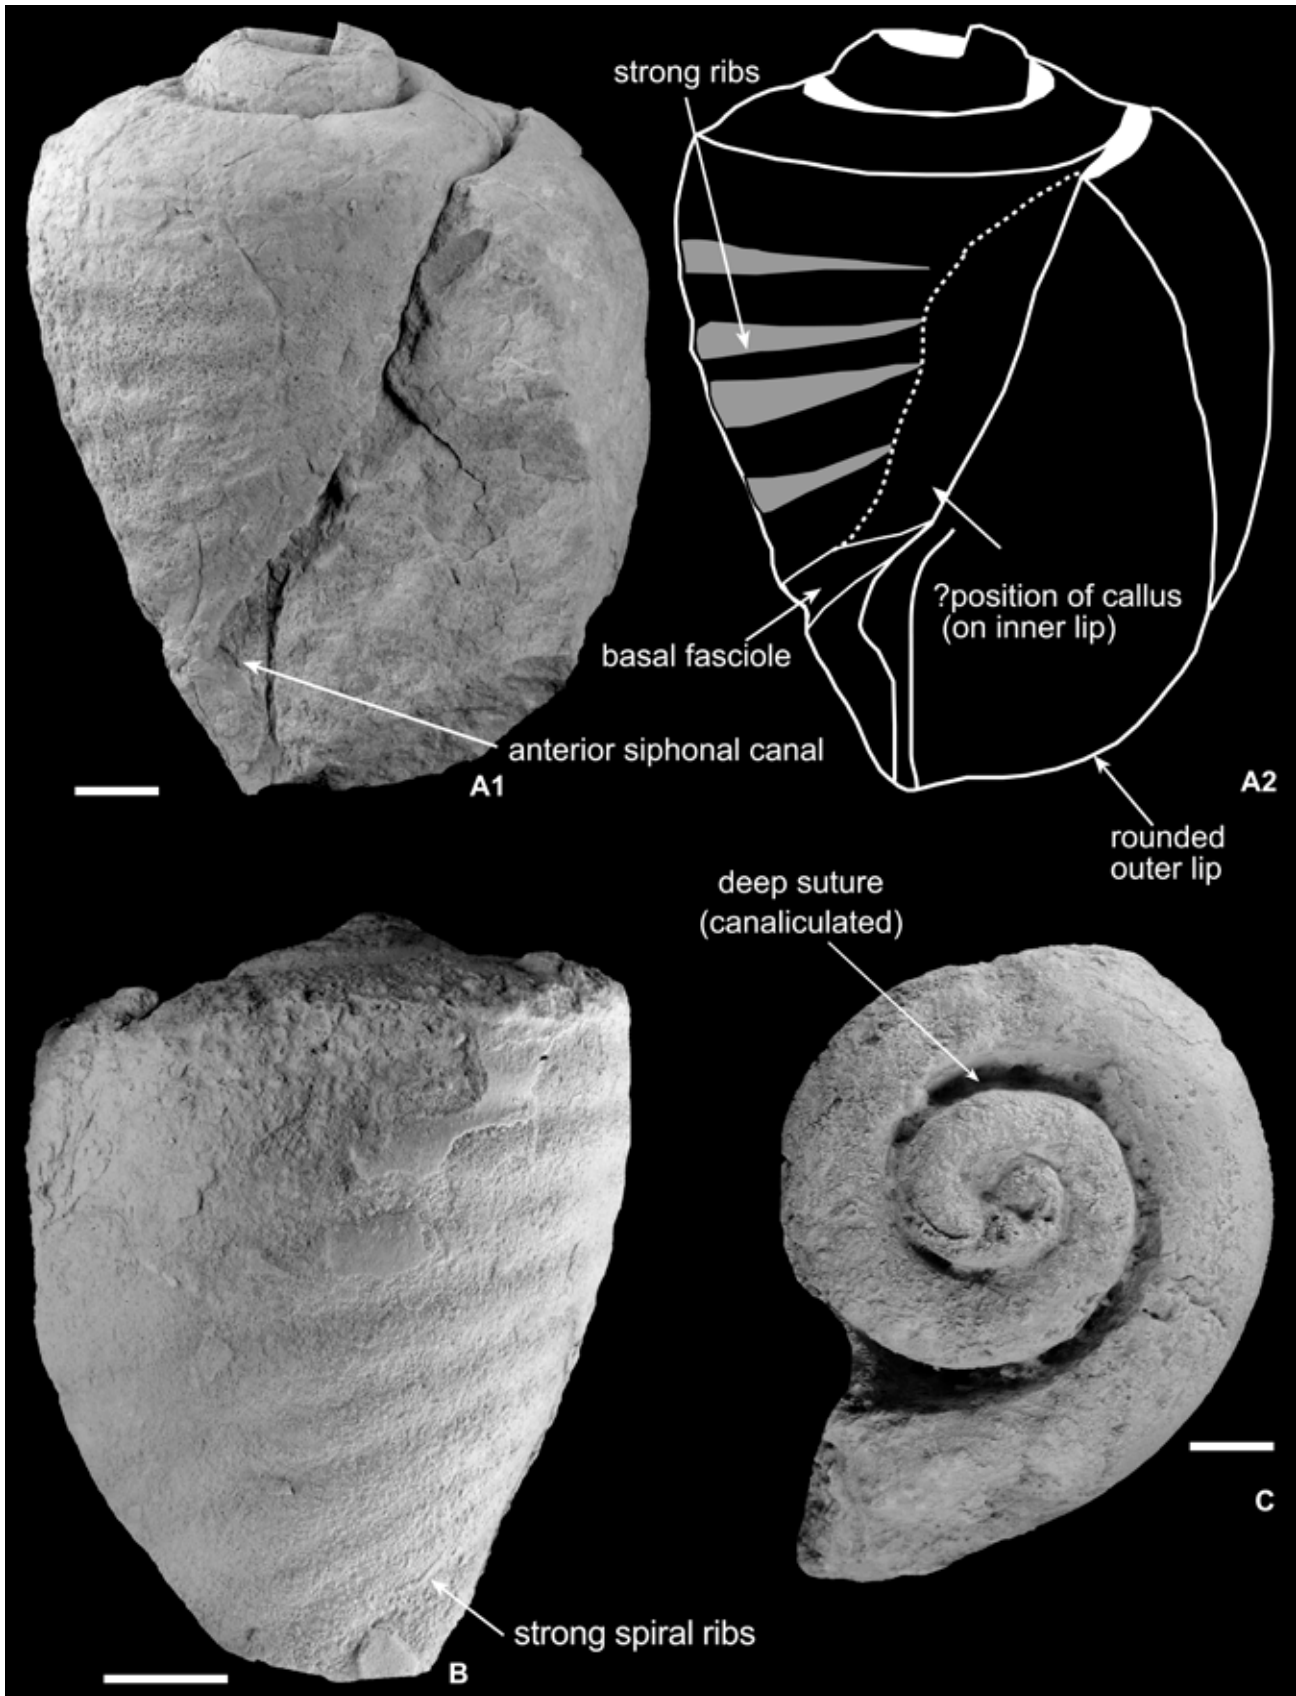 strong ribs
?position of callus
(on inner lip)
basal fasciole
anterior siphonal canal
A1
A2
rounded
outer lip
deep suture
(canaliculated)
C
strong spiral ribs
B